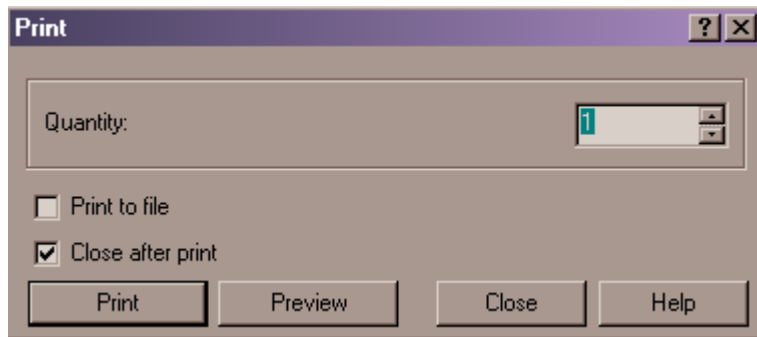 Print
Quantity: 1
Print to file
Close after print
Print Preview Close Help